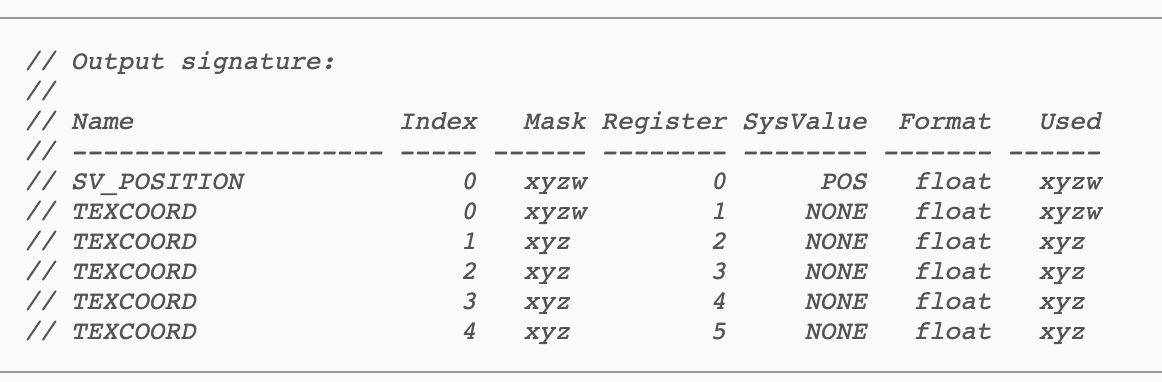 // Output signature:
//
// Name                 Index   Mask Register SysValue  Format   Used
// -------------------- ----- ------ -------- -------- ------- ------
// SV_POSITION              0   xyzw        0      POS   float   xyzw
// TEXCOORD                 0   xyzw        1     NONE   float   xyzw
// TEXCOORD                 1   xyz         2     NONE   float   xyz
// TEXCOORD                 2   xyz         3     NONE   float   xyz
// TEXCOORD                 3   xyz         4     NONE   float   xyz
// TEXCOORD                 4   xyz         5     NONE   float   xyz